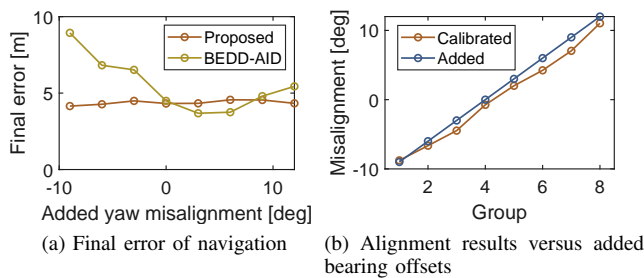 Final error [m]
10
5
0
Proposed
BEDD-AID
-10 0 10
Added yaw misalignment [deg]
(a) Final error of navigation
Misalignment [deg]
10
0
-10
Calibrated
Added
2 4 6 8
Group
(b) Alignment results versus added
bearing offsets